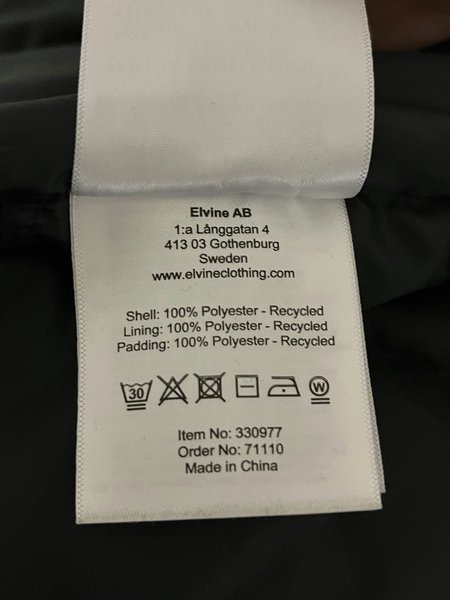 Elvine AB
1:a Långgatan 4
413 03 Gothenburg
Sweden
www.elvineclothing.com
Shell: 100% Polyester - Recycled
Lining: 100% Polyester - Recycled
Padding: 100% Polyester - Recycled
30 W
Item No: 330977
Order No: 71110
Made in China